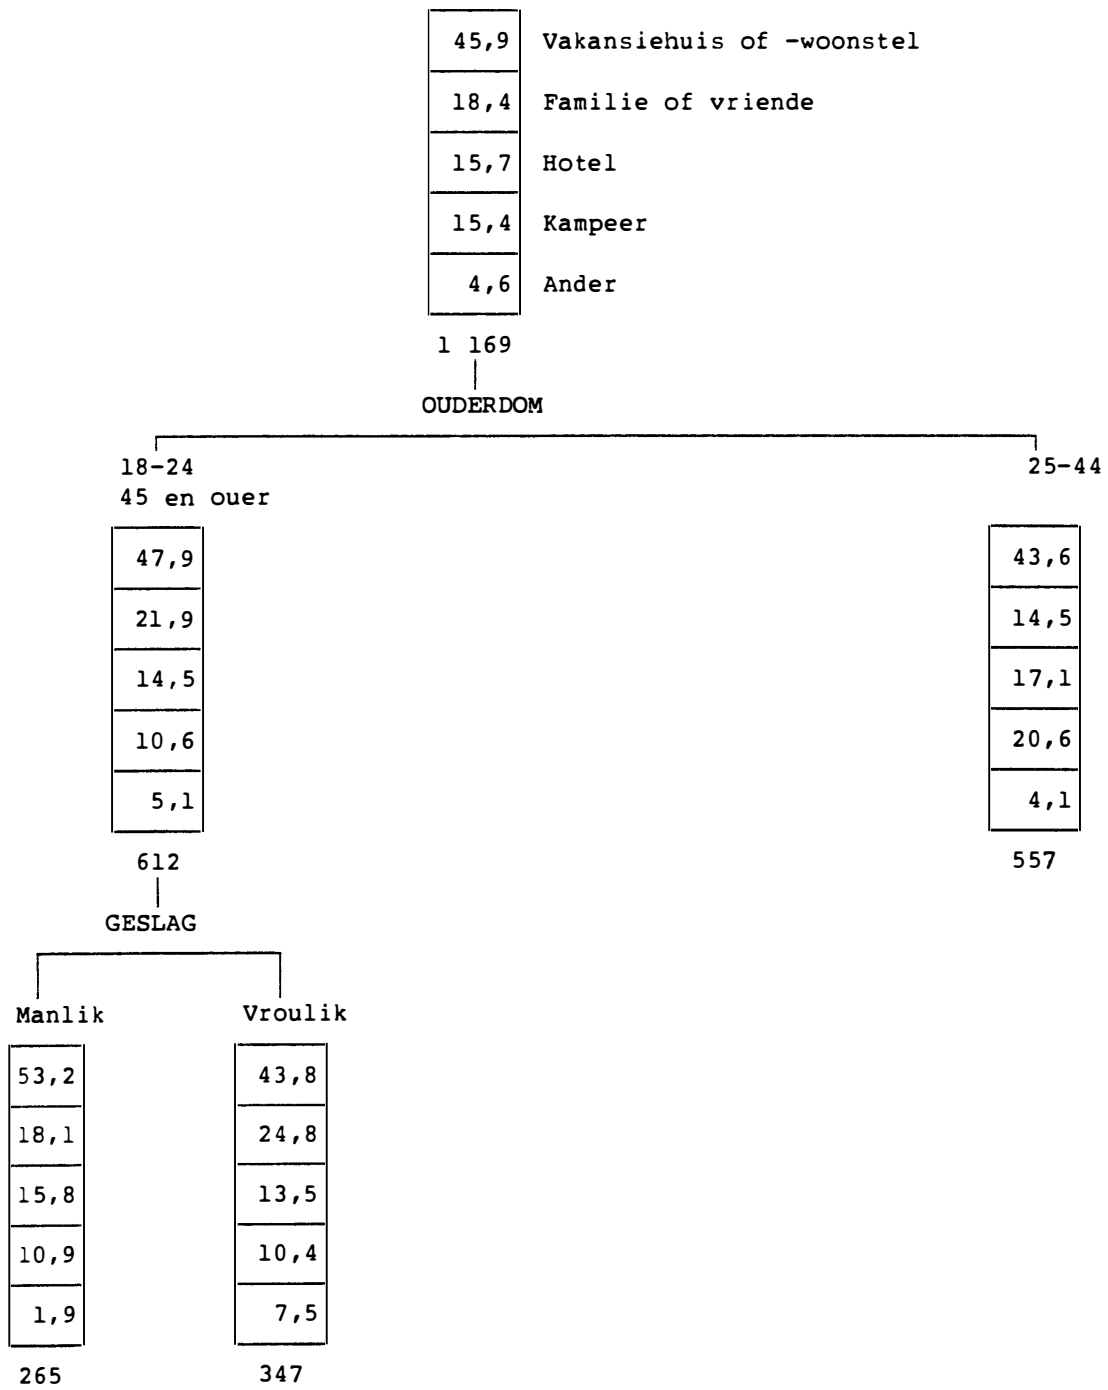 45,9 Vakansiehuis of -woonstel
18,4 Familie of vriende
15,7 Hotel
15,4 Kampeer
4,6 Ander
1 169
OUDERDOM
18-24 25-44
45 en ouer
47,9 43,6
21,9 14,5
14,5 17,1
10,6 20,6
5,1 4,1
612 557
GESLAG
Manlik Vroulik
53,2 43,8
18,1 24,8
15,8 13,5
10,9 10,4
1,9 7,5
265 347